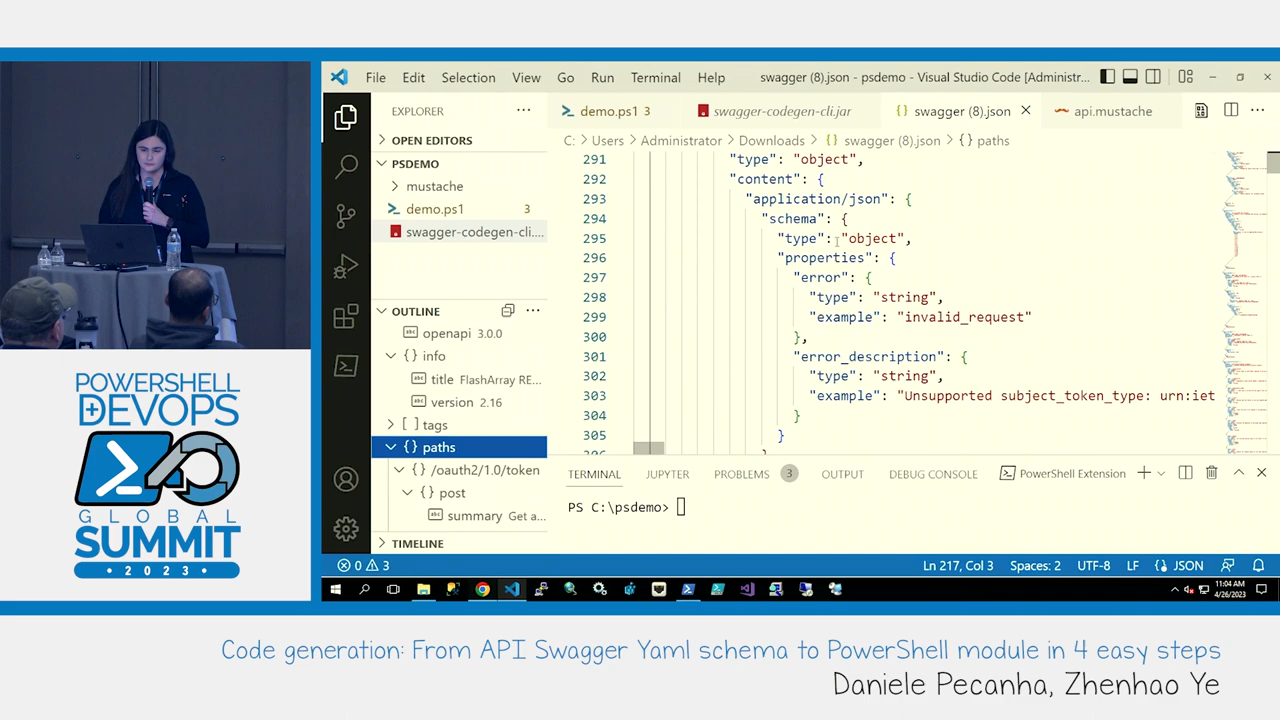 File Edit Selection View Go Run Terminal Help swagger (8).json - psdemo - Visual Studio Code [Administr...
EXPLORER ...
OPEN EDITORS
PSDEMO
mustache
demo.ps1 3
swagger-codegen-cli....
OUTLINE ...
openapi 3.0.0
{} info
title FlashArray RE...
version 2.16
[ ] tags
{} paths
{} /oauth2/1.0/token
post
summary Get a...
TIMELINE
demo.ps1 3 swagger-codegen-cli.jar {} swagger (8).json api.mustache ...
C: > Users > Administrator > Downloads > {} swagger (8).json > {} paths
291 "type": "object",
292 "content": {
293 "application/json": {
294 "schema": {
295 "type": "object",
296 "properties": {
297 "error": {
298 "type": "string",
299 "example": "invalid_request"
300 },
301 "error_description": {
302 "type": "string",
303 "example": "Unsupported subject_token_type: urn:iet
304 }
305 }
TERMINAL JUPYTER PROBLEMS 3 OUTPUT DEBUG CONSOLE PowerShell Extension
PS C:\psdemo>
0 3 Ln 217, Col 3 Spaces: 2 UTF-8 LF {} JSON
11:04 AM
4/26/2023
POWERSHELL
+DEVOPS
GLOBAL
SUMMIT
• 2023 •
Code generation: From API Swagger Yaml schema to PowerShell module in 4 easy steps
Daniele Pecanha, Zhenhao Ye